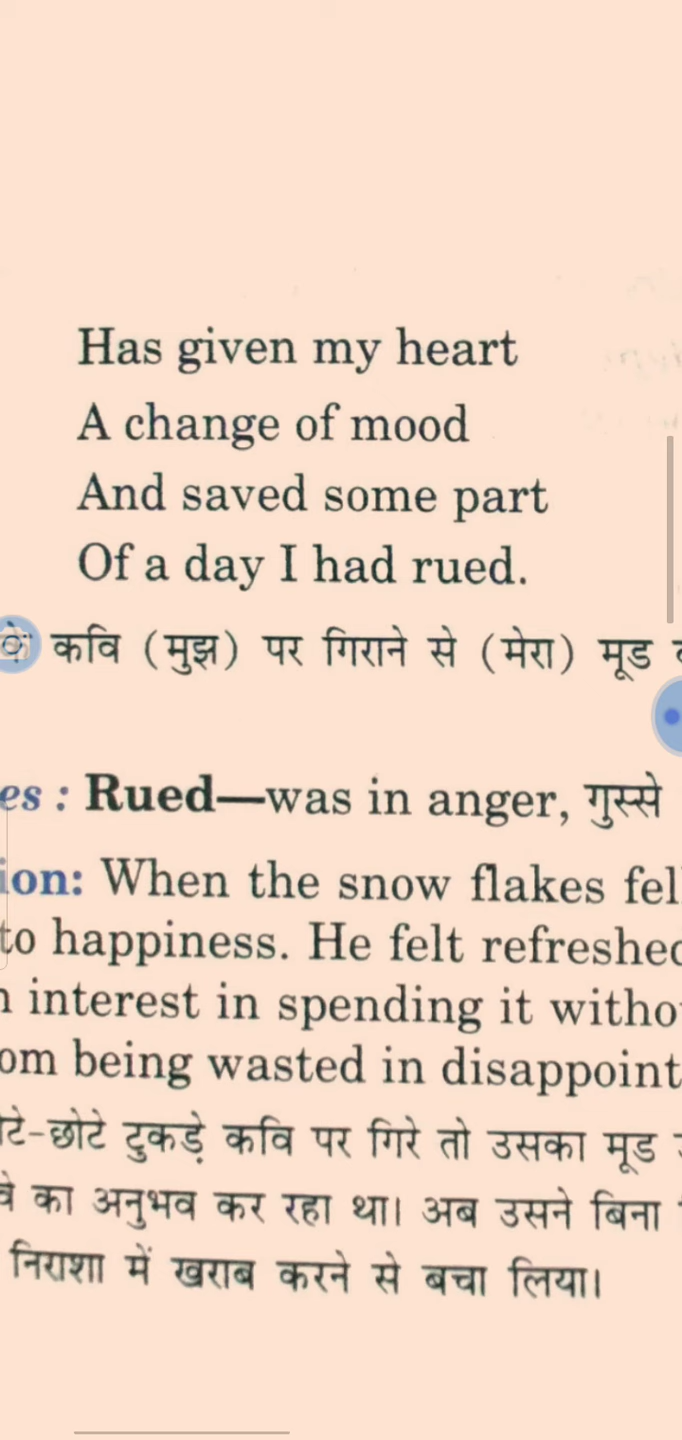 Has given my heart
A change of mood
And saved some part
Of a day I had rued.
कवि (मुझ) पर गिराने से (मेरा) मूड
es : Rued—was in anger, गुस्से
ion: When the snow flakes fel
to happiness. He felt refreshed
interest in spending it witho
om being wasted in disappoint
टे-छोटे टुकड़े कवि पर गिरे तो उसका मूड
का अनुभव कर रहा था। अब उसने बिना
निराशा में खराब करने से बचा लिया।